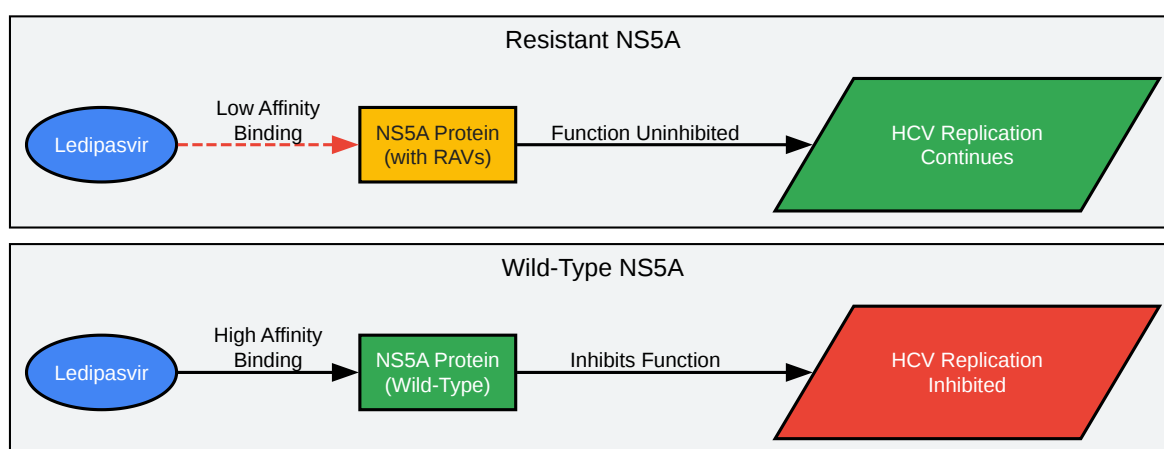 Resistant NS5A
Low Affinity
Binding
Ledipasvir
NS5A Protein
(with RAVs)
Function Uninhibited
HCV Replication
Continues
Wild-Type NS5A
High Affinity
Binding
Ledipasvir
NS5A Protein
(Wild-Type)
Inhibits Function
HCV Replication
Inhibited